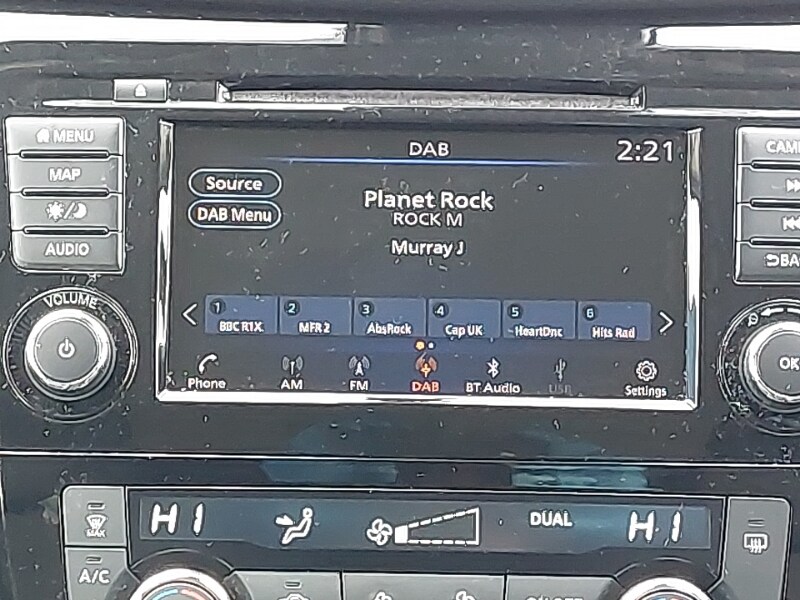 MENU
MAP
AUDIO
VOLUME
DAB
2:21
Source
DAB Menu
Planet Rock
ROCK M
Murray J
1 BBC R1X
2 MFR 2
3 AbsRock
4 Cap UK
5 HeartDnc
6 Hits Rad
Phone
AM
FM
DAB
BT Audio
USB
Settings
OK
HI
DUAL
HI
MAX
A/C